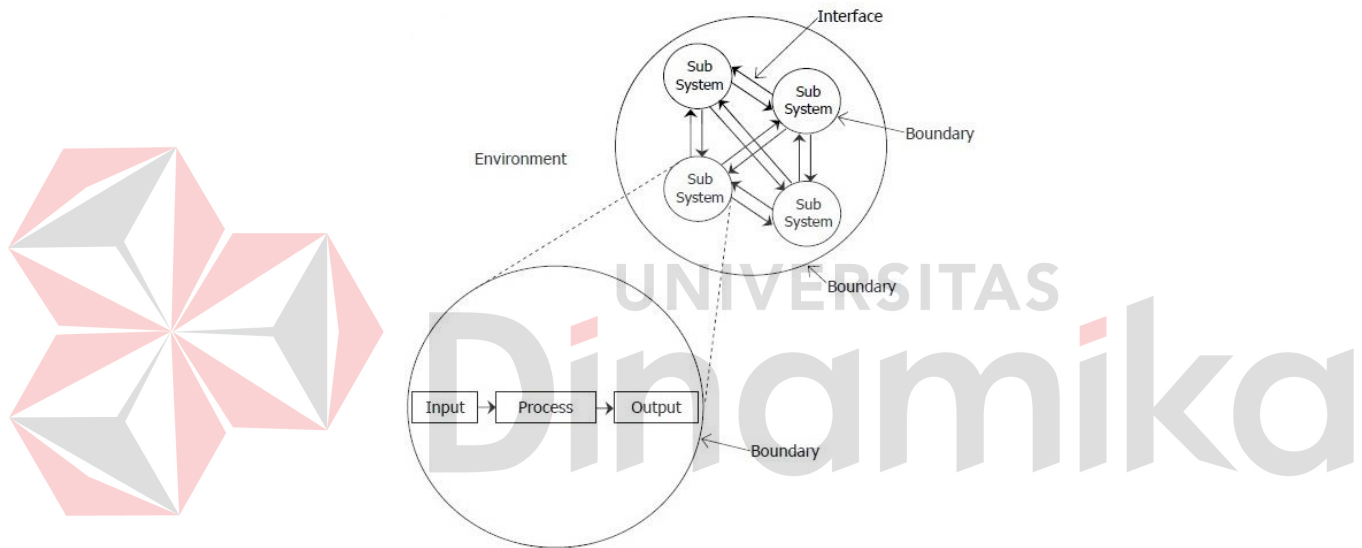 Interface
Sub
System
Sub
System
Boundary
Environment
Sub
System
Sub
System
Boundary
UNIVERSITAS
Dinamika
Input
Process
Output
Boundary